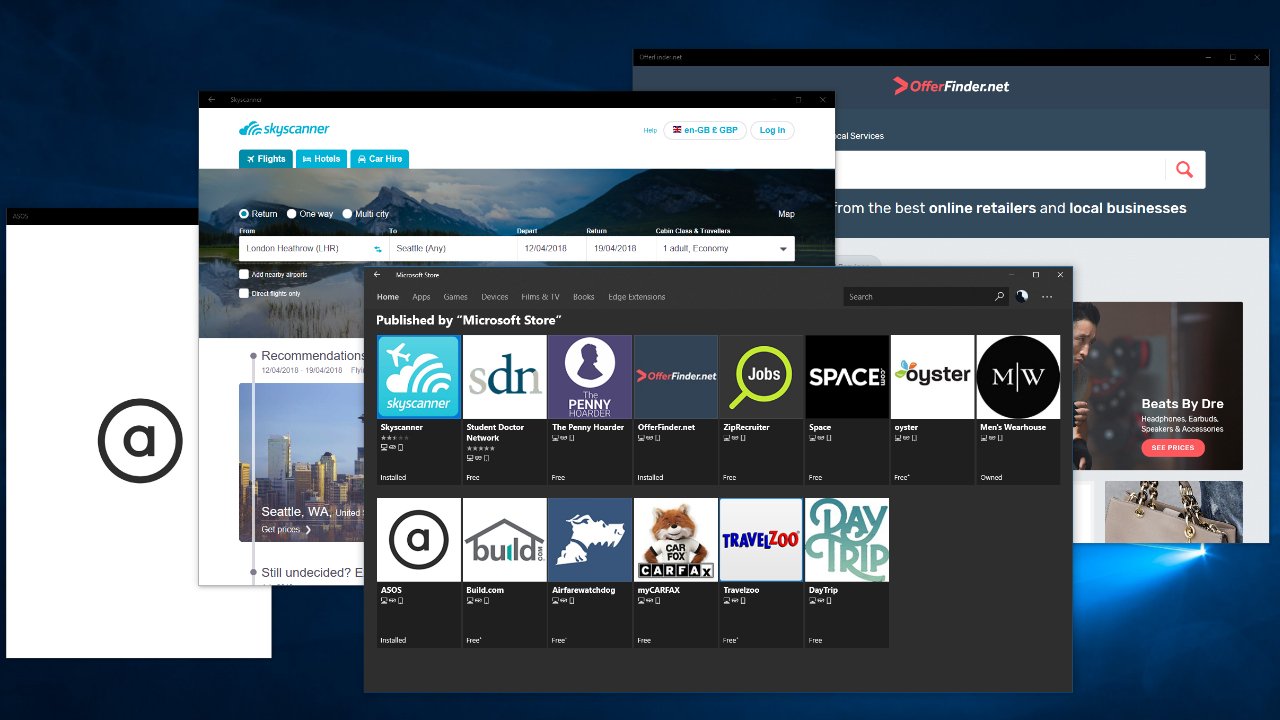 OfferFinder.net
OfferFinder.net
ocal Services
from the best online retailers and local businesses
Beats By Dre
Headphones, Earbuds,
Speakers & Accessories
SEE PRICES
Skyscanner
skyscanner
Help
en-GB £ GBP
Log in
Flights
Hotels
Car Hire
Return
One way
Multi city
Map
From
To
Depart
Return
Cabin Class & Travellers
London Heathrow (LHR)
Seattle (Any)
12/04/2018
19/04/2018
1 adult, Economy
Add nearby airports
Direct flights only
Recommendations
12/04/2018 - 19/04/2018
Seattle, WA, United S
Get prices
Still undecided? E
ASOS
a
Microsoft Store
Home
Apps
Games
Devices
Films & TV
Books
Edge Extensions
Search
Published by “Microsoft Store”
skyscanner
sdn
The PENNY HOARDER
OfferFinder.net
Jobs
SPACE.com
oyster
M|W
Skyscanner
Student Doctor
Network
The Penny Hoarder
OfferFinder.net
ZipRecruiter
Space
oyster
Men's Wearhouse
Installed
Free
Free
Installed
Free
Free
Free*
Owned
a
build.com
CAR FOX
CARFAX
TRAVELZOO
DAY TRIP
ASOS
Build.com
Airfarewatchdog
myCARFAX
Travelzoo
DayTrip
Installed
Free*
Free*
Free
Free*
Free